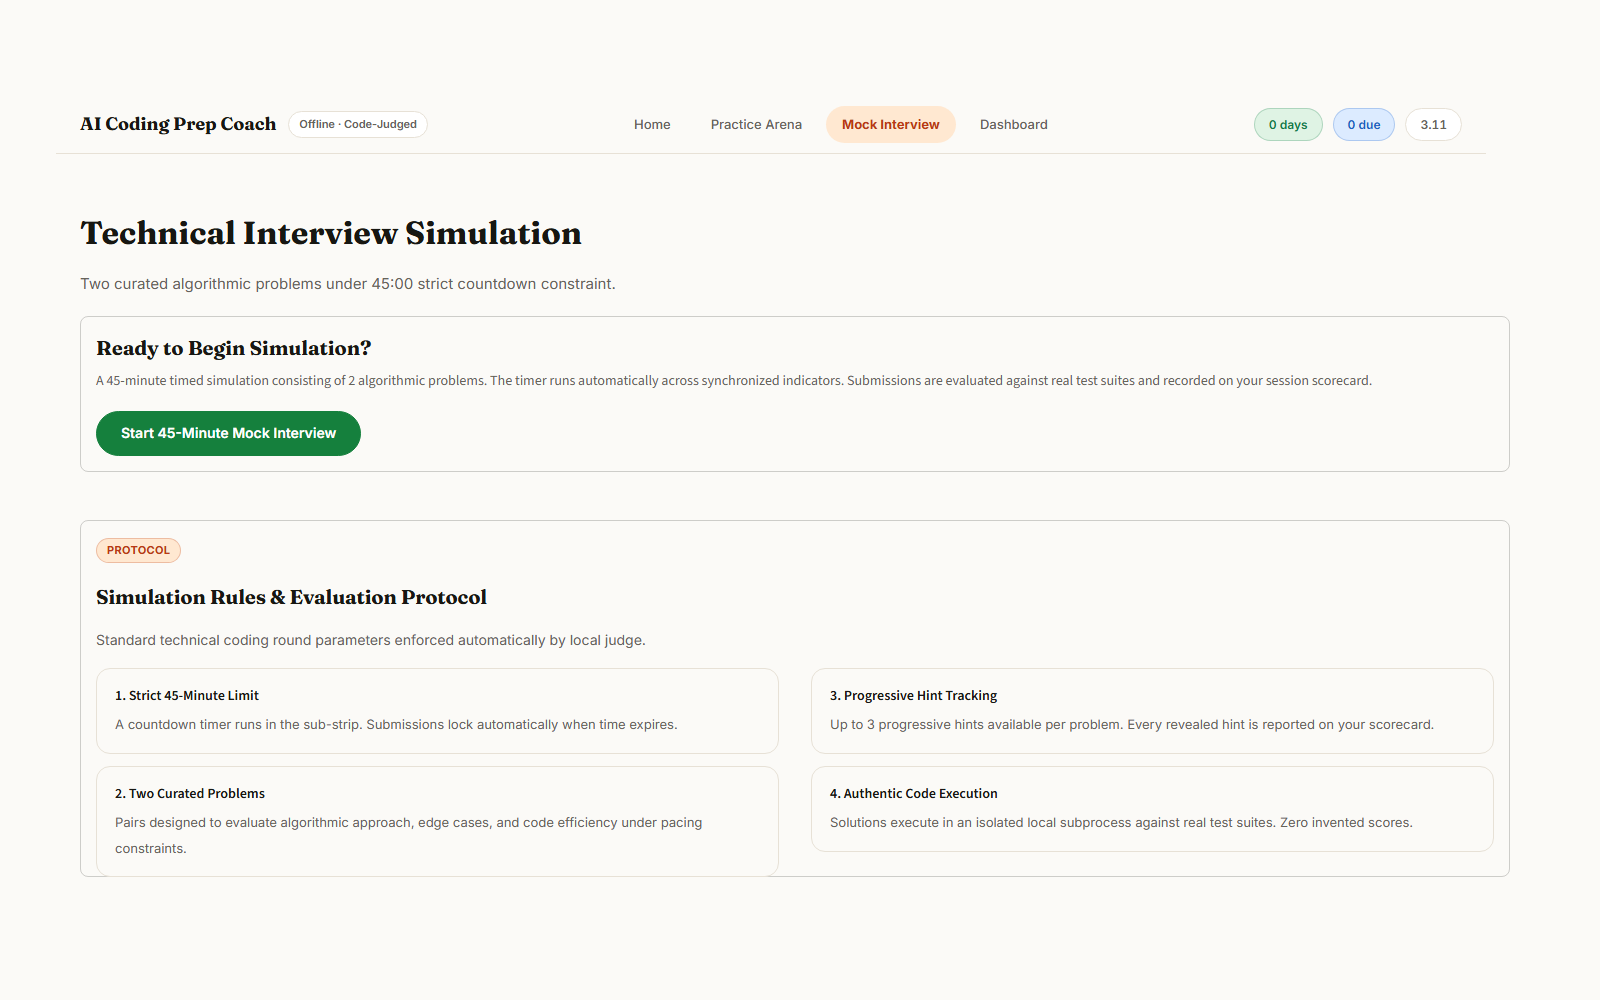 AI Coding Prep Coach
Offline · Code-Judged
Home
Practice Arena
Mock Interview
Dashboard
0 days
0 due
3.11
Technical Interview Simulation
Two curated algorithmic problems under 45:00 strict countdown constraint.
Ready to Begin Simulation?
A 45-minute timed simulation consisting of 2 algorithmic problems. The timer runs automatically across synchronized indicators. Submissions are evaluated against real test suites and recorded on your session scorecard.
Start 45-Minute Mock Interview
PROTOCOL
Simulation Rules & Evaluation Protocol
Standard technical coding round parameters enforced automatically by local judge.
1. Strict 45-Minute Limit
A countdown timer runs in the sub-strip. Submissions lock automatically when time expires.
2. Two Curated Problems
Pairs designed to evaluate algorithmic approach, edge cases, and code efficiency under pacing
constraints.
3. Progressive Hint Tracking
Up to 3 progressive hints available per problem. Every revealed hint is reported on your scorecard.
4. Authentic Code Execution
Solutions execute in an isolated local subprocess against real test suites. Zero invented scores.